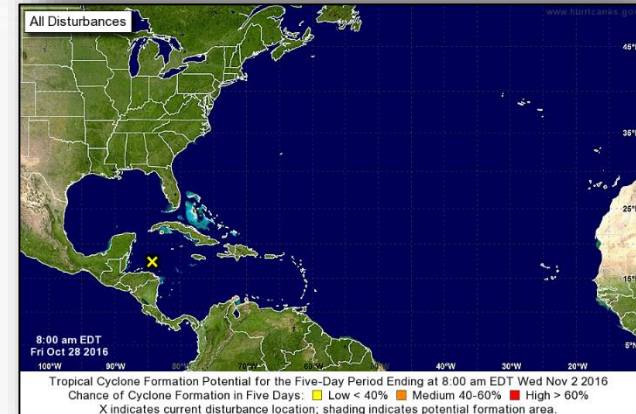 All Disturbances
www.hurricanes.gov
45°
35°
25°
15°
5°N
8:00 am EDT
Fri Oct 28 2016
100°W 90°W 80°W 70°W 60°W 40°W 30°W 20°W
Tropical Cyclone Formation Potential for the Five-Day Period Ending at 8:00 am EDT Wed Nov 2 2016
Chance of Cyclone Formation in Five Days: Low < 40% Medium 40-60% High > 60%
X indicates current disturbance location; shading indicates potential formation area.